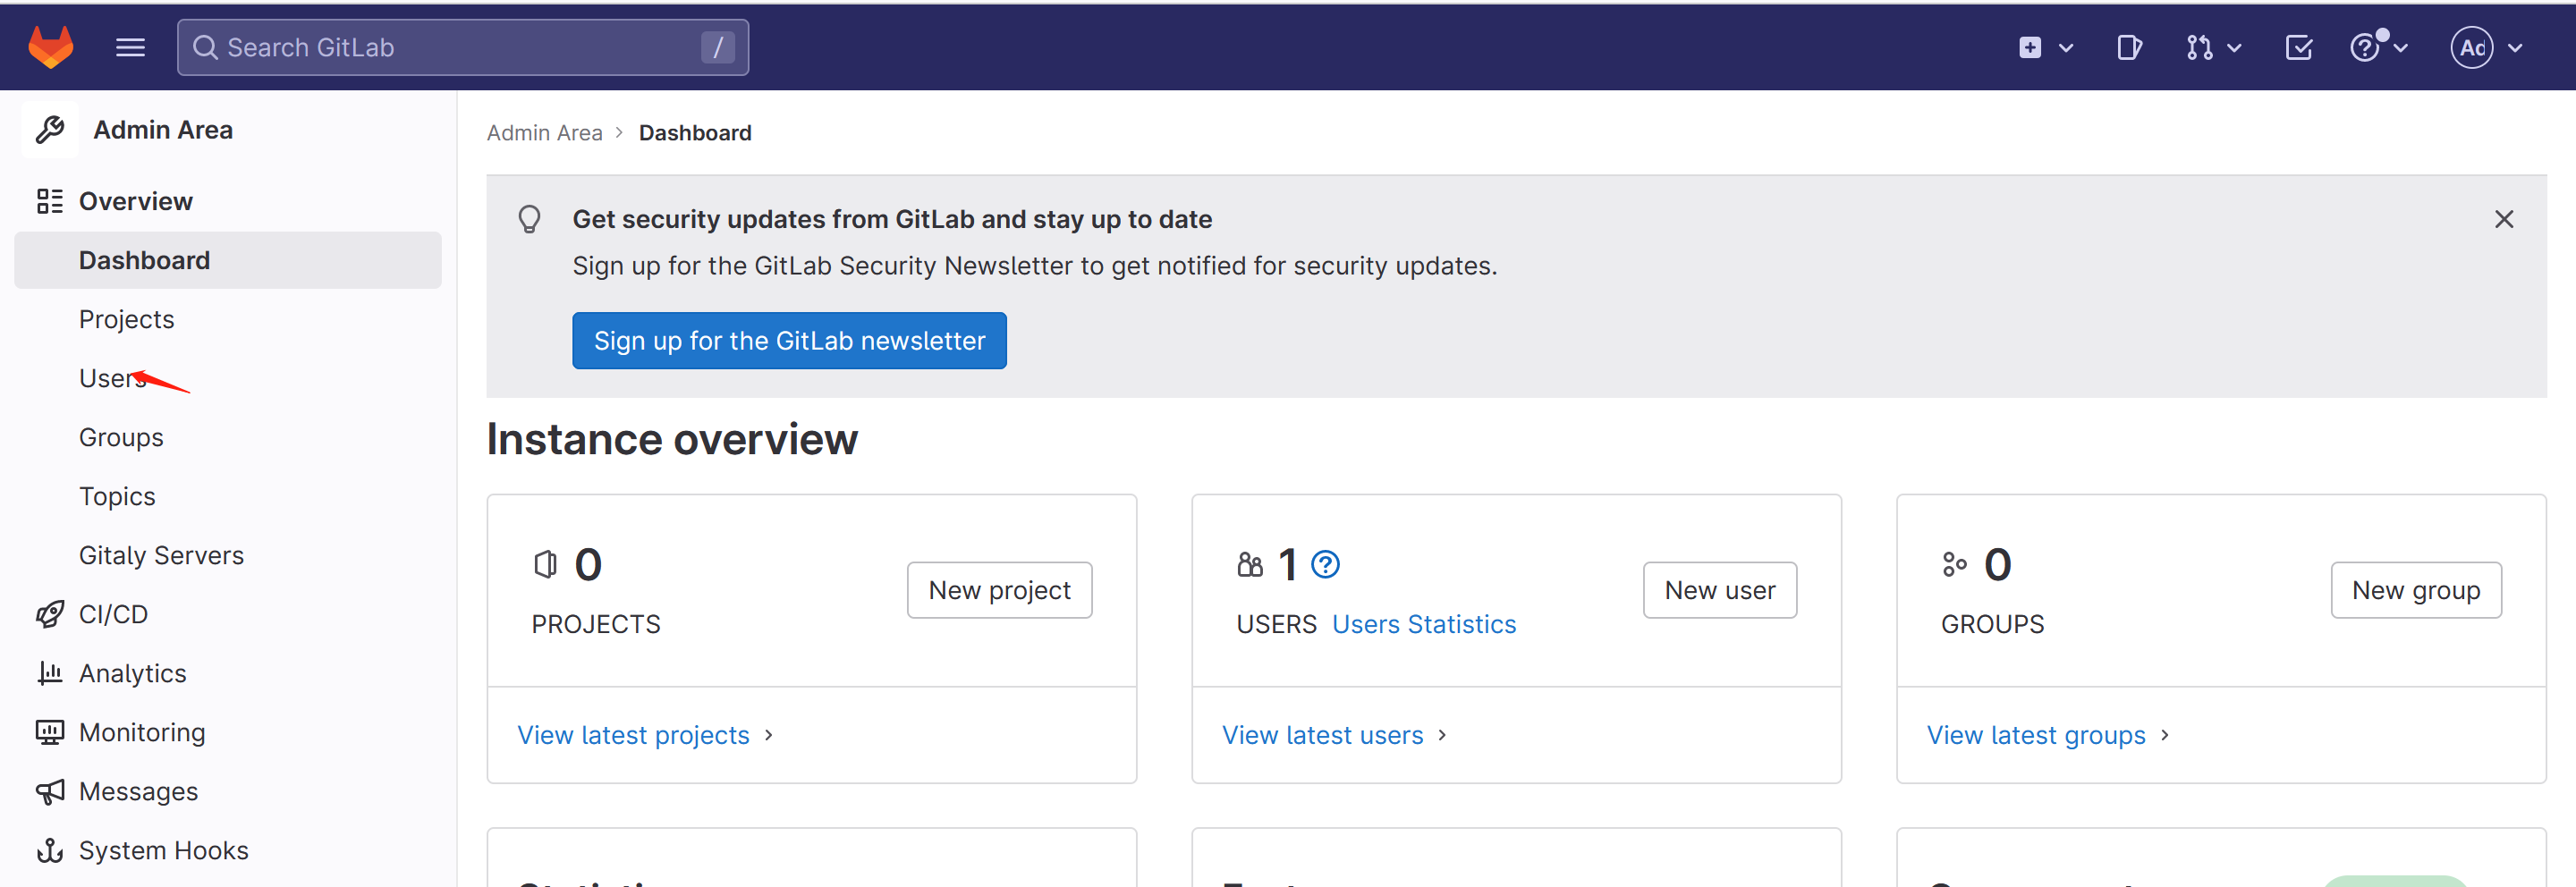 Search GitLab /
Ad
Admin Area
Overview
Dashboard
Projects
Users
Groups
Topics
Gitaly Servers
CI/CD
Analytics
Monitoring
Messages
System Hooks
Admin Area > Dashboard
Get security updates from GitLab and stay up to date
Sign up for the GitLab Security Newsletter to get notified for security updates.
Sign up for the GitLab newsletter
Instance overview
0
PROJECTS
New project
View latest projects >
1 ?
USERS Users Statistics
New user
View latest users >
0
GROUPS
New group
View latest groups >